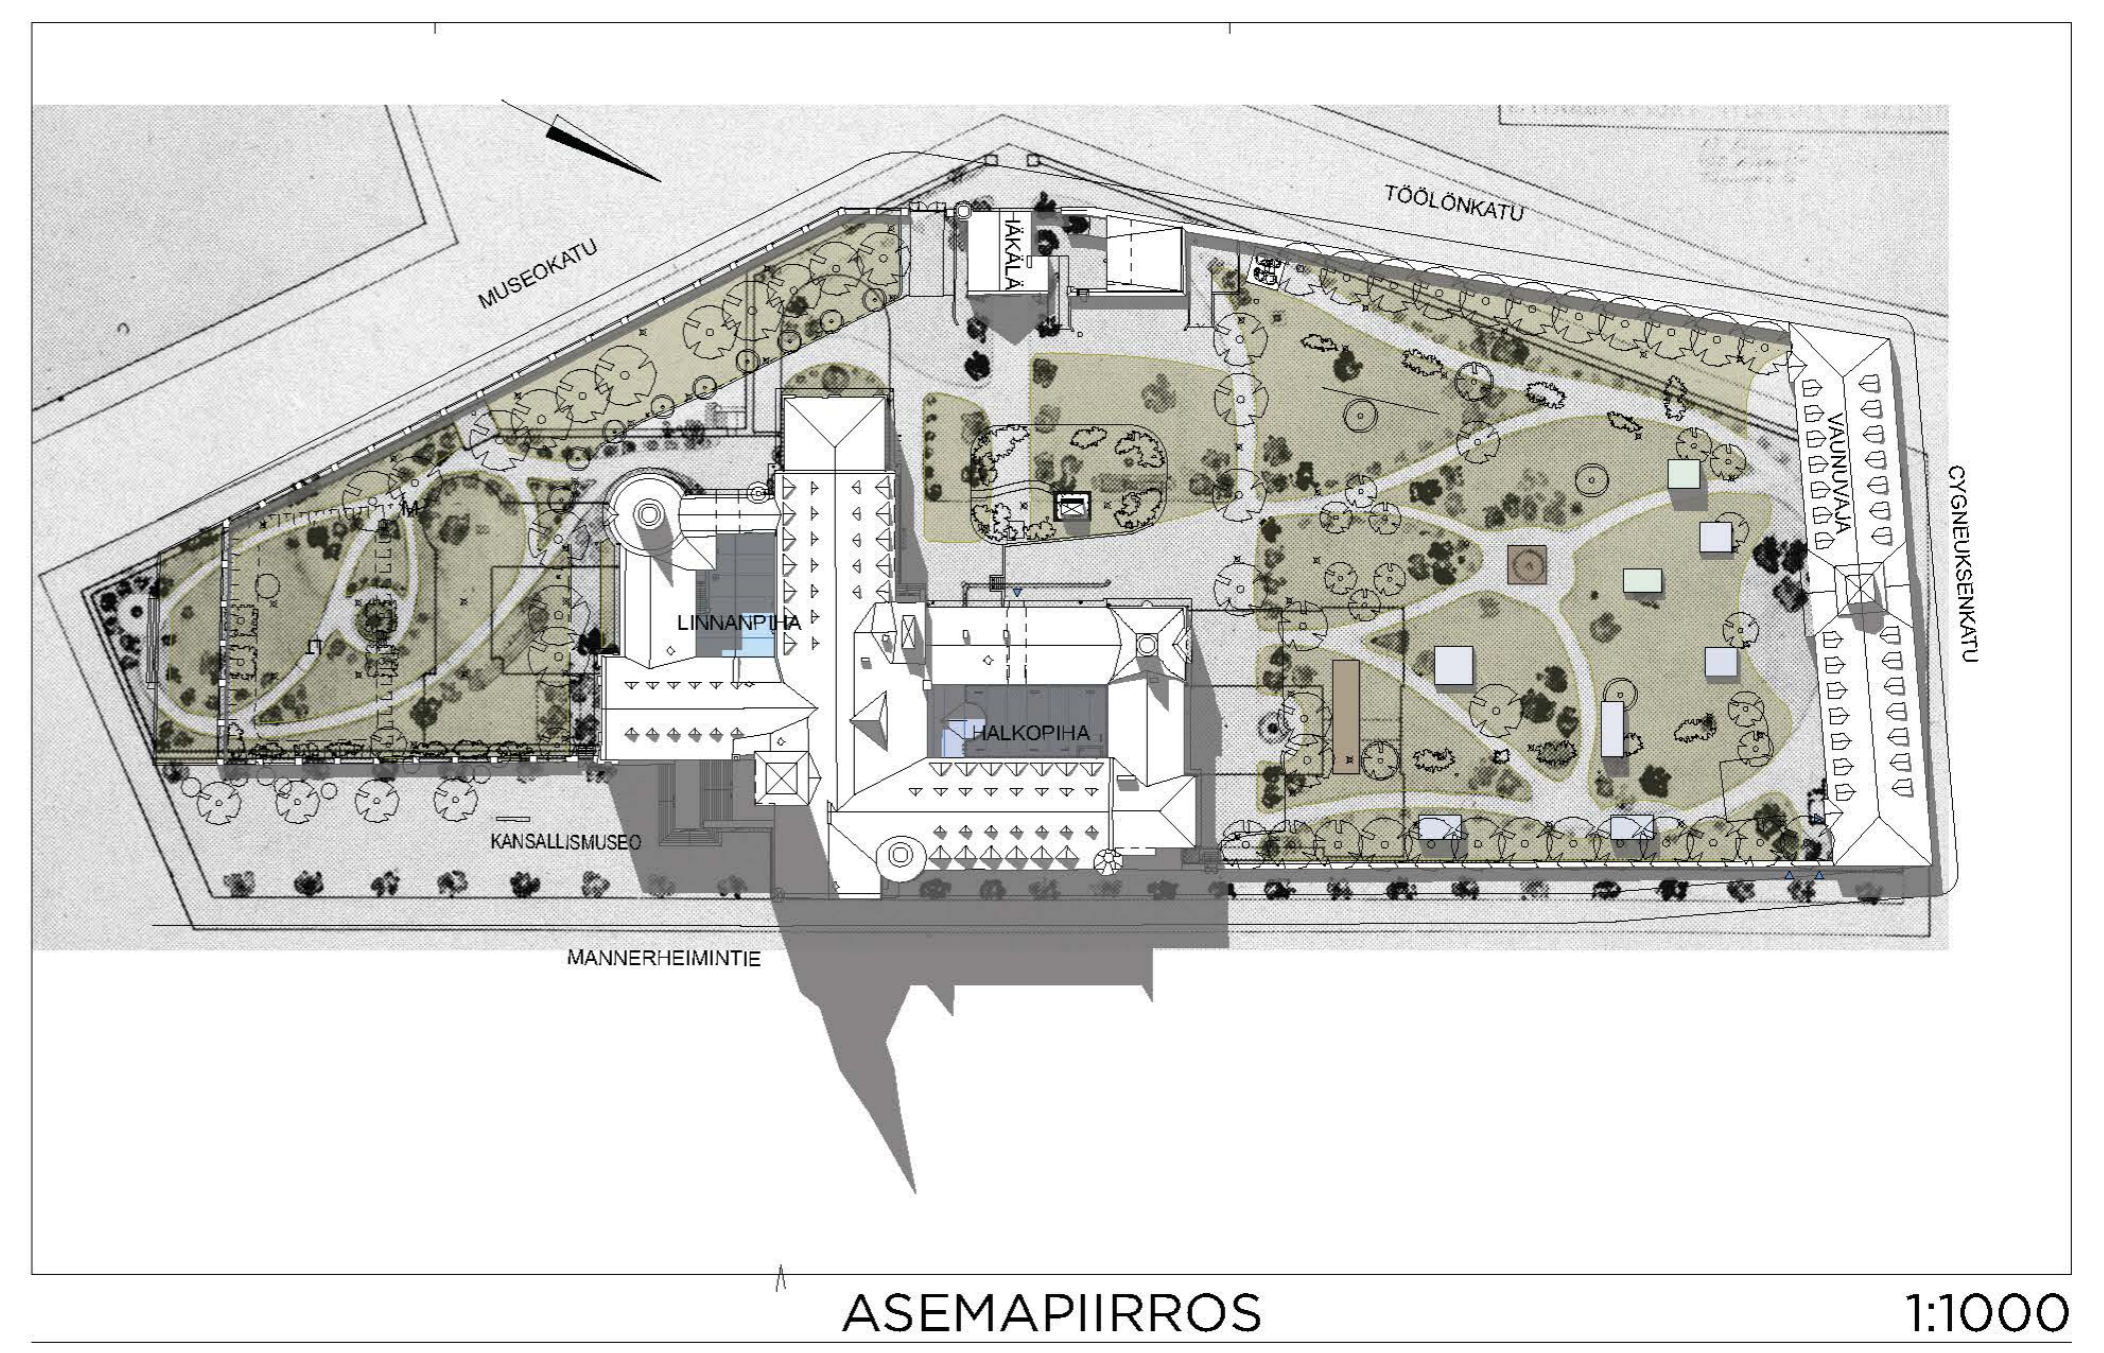 TÖÖLÖNKATU
MUSEOKATU
HÄKÄLÄ
VAUNUVAJA
CYGNEUKSENKATU
LINNANPIHA
HALKOPIHA
KANSALLISMUSEO
MANNERHEIMINTIE
ASEMAPIIRROS
1:1000